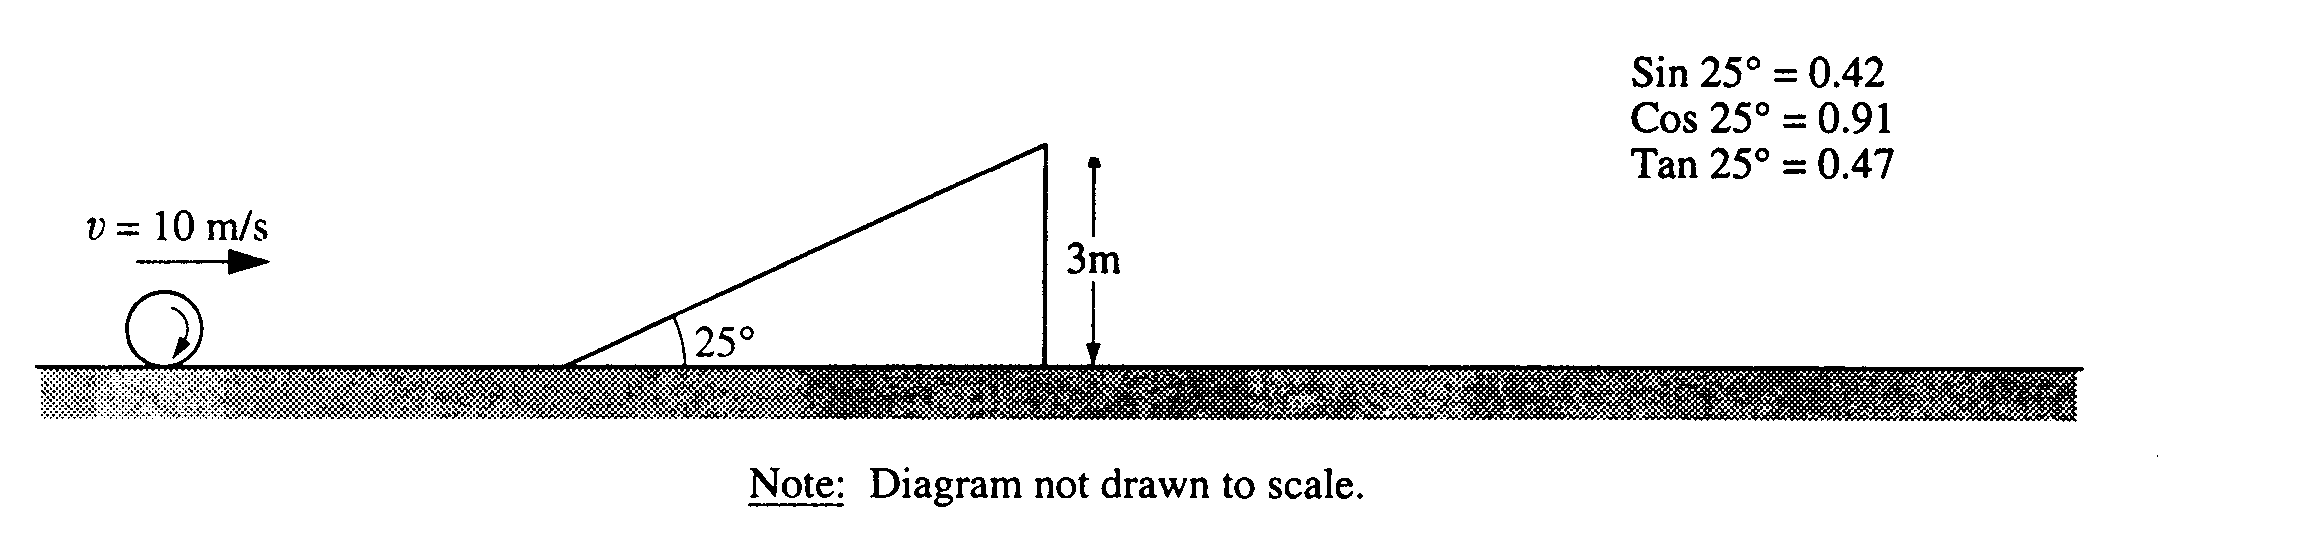 Sin 25° = 0.42
Cos 25° = 0.91
Tan 25° = 0.47
v = 10 m/s
3m
25°
Note: Diagram not drawn to scale.